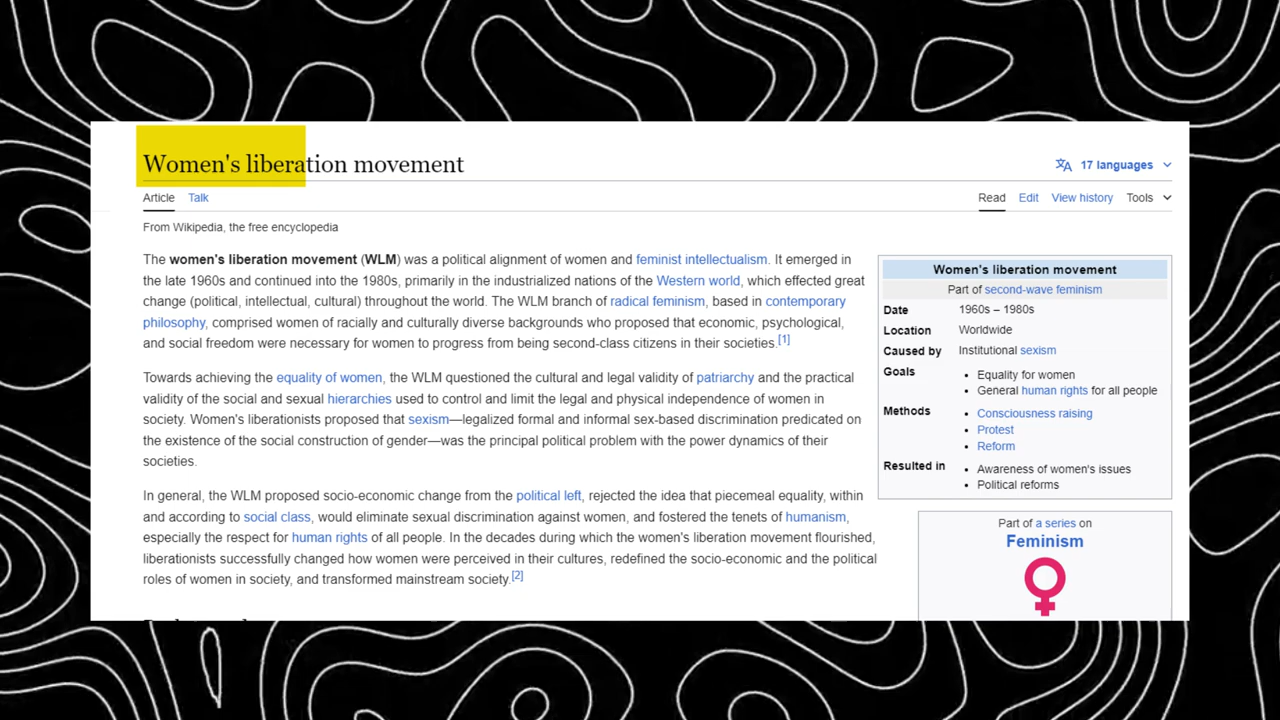 Women's liberation movement
17 languages
Article Talk
Read Edit View history Tools
From Wikipedia, the free encyclopedia
The women's liberation movement (WLM) was a political alignment of women and feminist intellectualism. It emerged in
the late 1960s and continued into the 1980s, primarily in the industrialized nations of the Western world, which effected great
change (political, intellectual, cultural) throughout the world. The WLM branch of radical feminism, based in contemporary
philosophy, comprised women of racially and culturally diverse backgrounds who proposed that economic, psychological,
and social freedom were necessary for women to progress from being second-class citizens in their societies.[1]
Towards achieving the equality of women, the WLM questioned the cultural and legal validity of patriarchy and the practical
validity of the social and sexual hierarchies used to control and limit the legal and physical independence of women in
society. Women's liberationists proposed that sexism—legalized formal and informal sex-based discrimination predicated on
the existence of the social construction of gender—was the principal political problem with the power dynamics of their
societies.
In general, the WLM proposed socio-economic change from the political left, rejected the idea that piecemeal equality, within
and according to social class, would eliminate sexual discrimination against women, and fostered the tenets of humanism,
especially the respect for human rights of all people. In the decades during which the women's liberation movement flourished,
liberationists successfully changed how women were perceived in their cultures, redefined the socio-economic and the political
roles of women in society, and transformed mainstream society.[2]
Women's liberation movement
Part of second-wave feminism
Date 1960s – 1980s
Location Worldwide
Caused by Institutional sexism
Goals • Equality for women
• General human rights for all people
Methods • Consciousness raising
• Protest
• Reform
Resulted in • Awareness of women's issues
• Political reforms
Part of a series on
Feminism